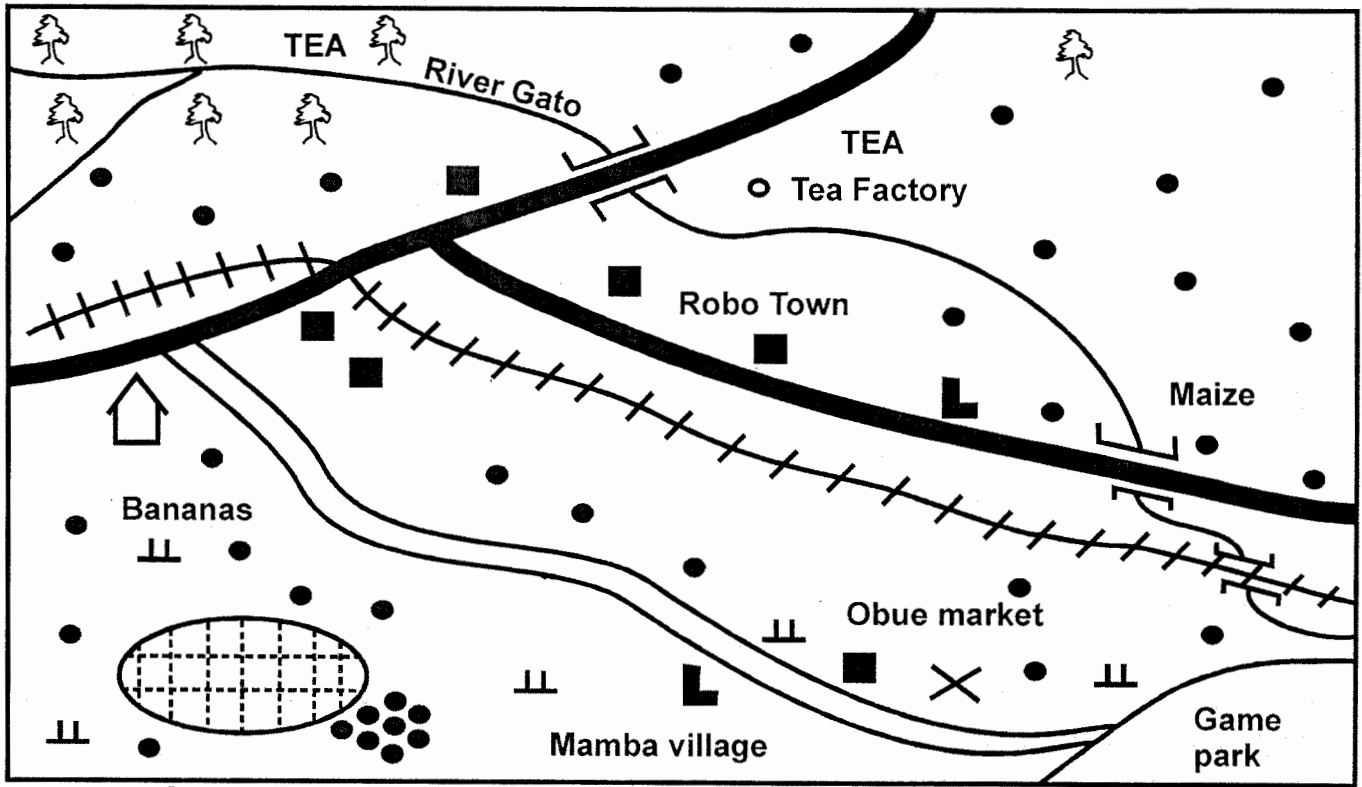 TEA
River Gato
TEA
Tea Factory
Robo Town
Maize
Bananas
Obue market
Game
park
Mamba village